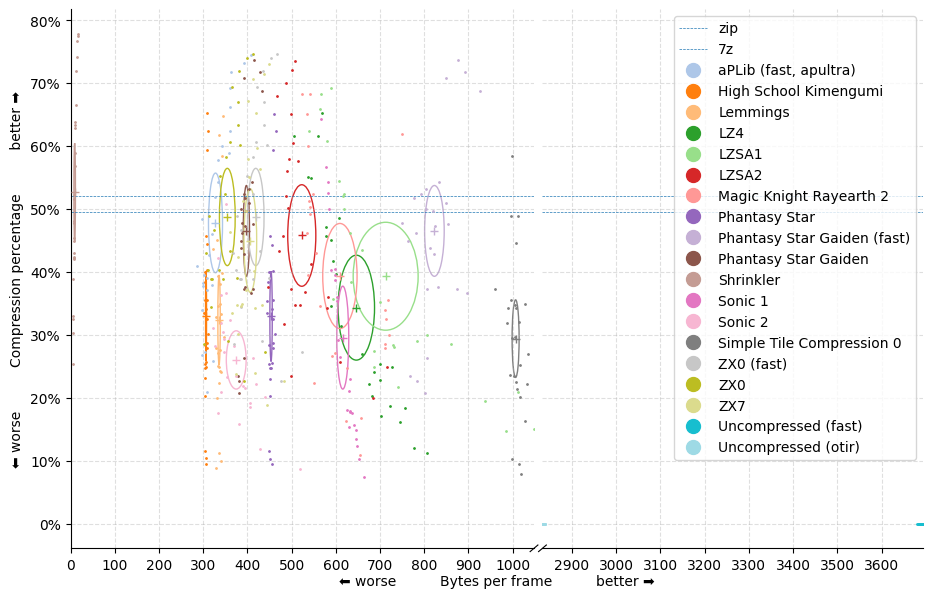 80%
70%
60%
50%
40%
30%
20%
10%
0%
⬅ worse
Compression percentage
better ➡
0 100 200 300 400 500 600 700 800 900 1000 2900 3000 3100 3200 3300 3400 3500 3600
⬅ worse Bytes per frame better ➡
zip
7z
aPLib (fast, apultra)
High School Kimengumi
Lemmings
LZ4
LZSA1
LZSA2
Magic Knight Rayearth 2
Phantasy Star
Phantasy Star Gaiden (fast)
Phantasy Star Gaiden
Shrinkler
Sonic 1
Sonic 2
Simple Tile Compression 0
ZX0 (fast)
ZX0
ZX7
Uncompressed (fast)
Uncompressed (otir)